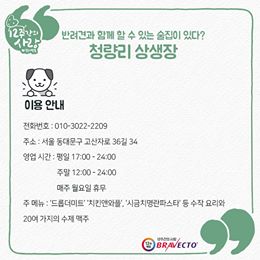 12관간의
사랑
반려견과 함께 할 수 있는 술집이 있다?
청량리 상생장
이용 안내
전화번호 : 010-3022-2209
주소 : 서울 동대문구 고산자로 36길 34
영업 시간 : 평일 17:00 - 24:00
주말 12:00 - 24:00
매주 월요일 휴무
주 메뉴 : '드롭더미트' '치킨앤와플', '시금치명란파스타' 등 수작 요리와
20여 가지의 수제 맥주
BRAVECTO